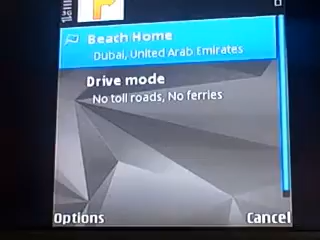 Beach Home
Dubai, United Arab Emirates
Drive mode
No toll roads, No ferries
Options
Cancel